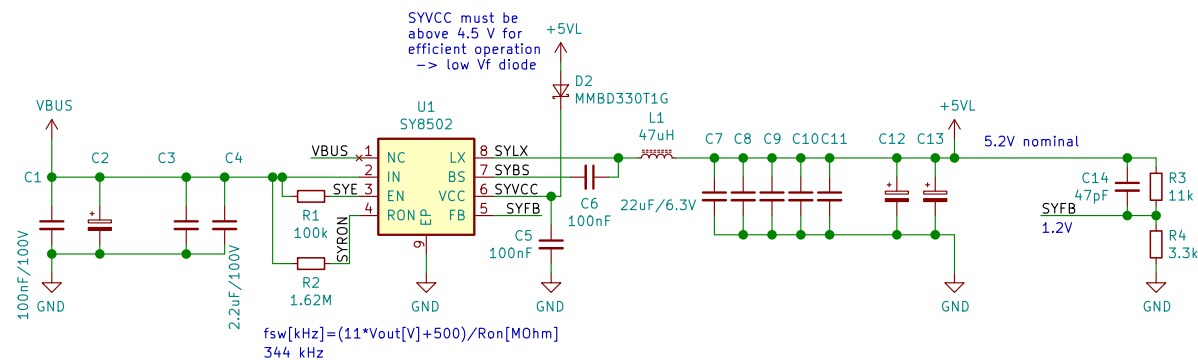 SYVCC must be
above 4.5 V for
efficient operation
-> low Vf diode
+5VL
D2
MMBD330T1G
VBUS
U1
SY8502
L1
47uH
+5VL
5.2V nominal
C1
C2
C3
C4
VBUS
1
NC
LX
8
SYLX
2
IN
BS
7
SYBS
SYE
3
EN
VCC
6
SYVCC
4
RON
FB
5
SYFB
EP
9
R1
100k
SYRON
R2
1.62M
C6
100nF
C5
100nF
C7
C8
C9
C10
C11
C12
C13
22uF/6.3V
C14
47pF
R3
11k
SYFB
1.2V
R4
3.3k
100nF/100V
2.2uF/100V
GND
GND
GND
GND
GND
fsw[kHz]=(11*Vout[V]+500)/Ron[MOhm]
344 kHz